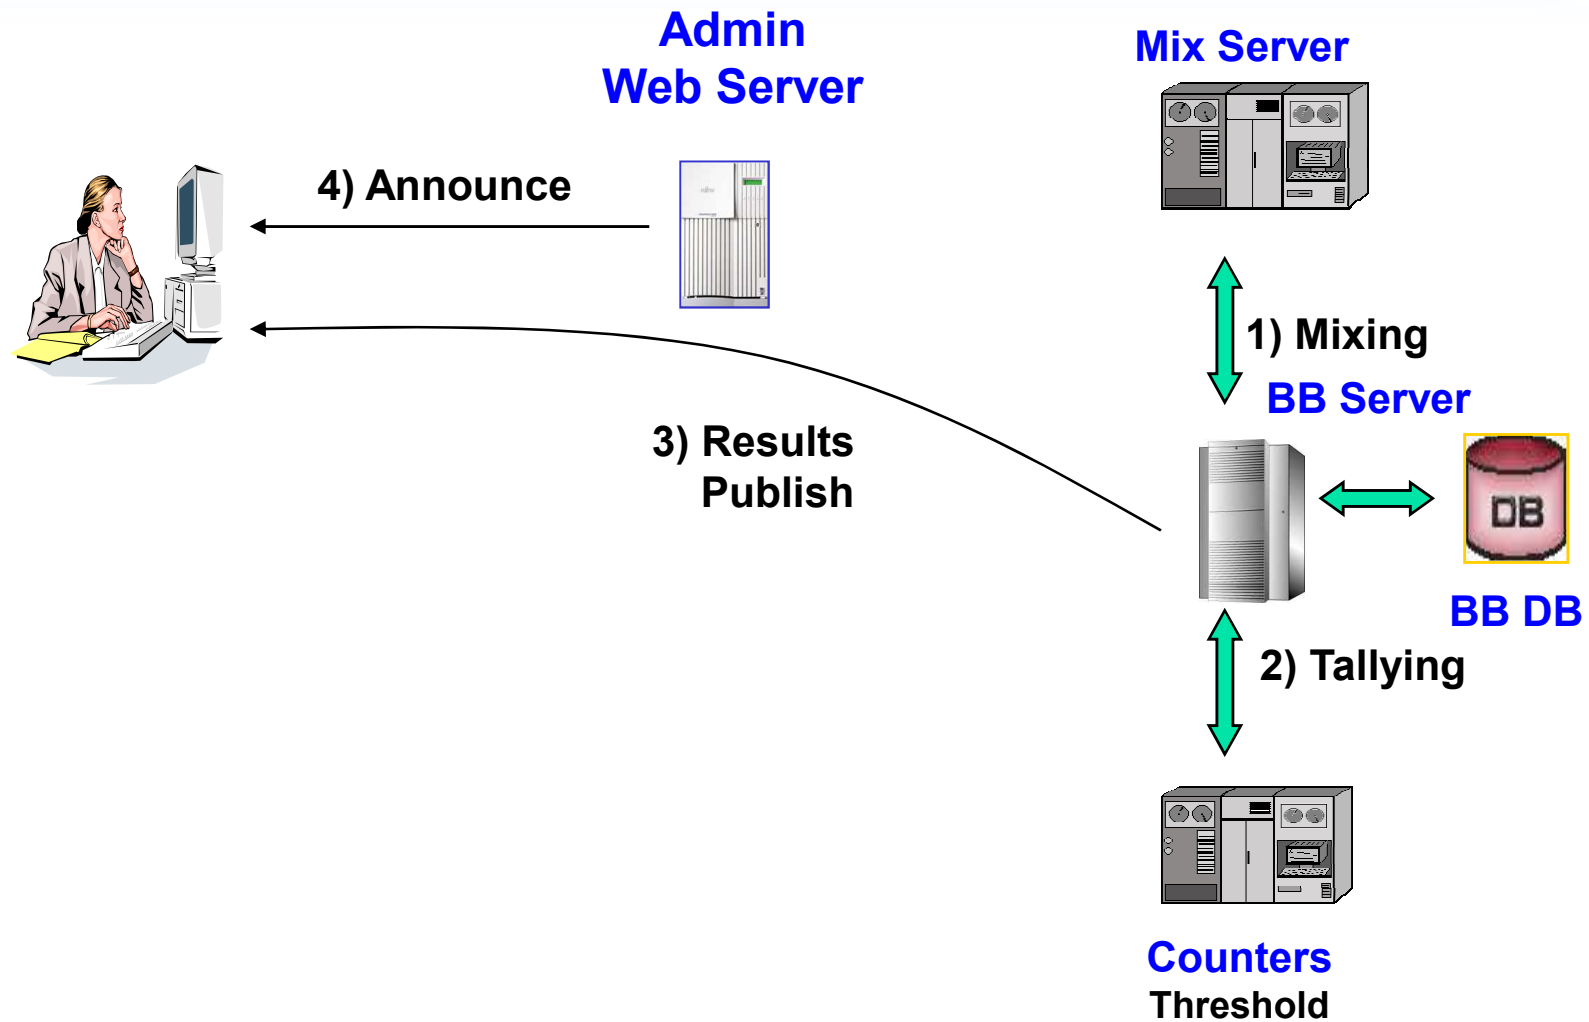 Admin
Web Server
Mix Server
4) Announce
1) Mixing
BB Server
3) Results
Publish
DB
BB DB
2) Tallying
Counters
Threshold